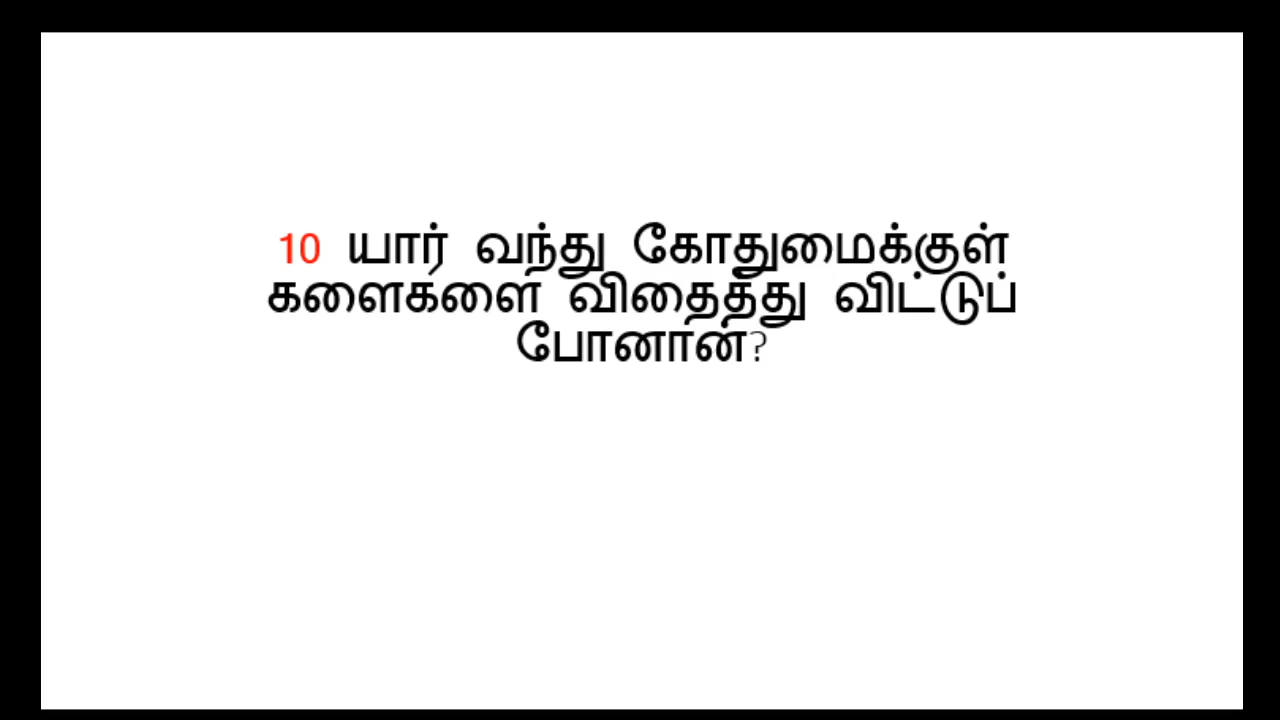 10 யார் வந்து கோதுமைக்குள்
களைகளை விதைத்து விட்டுப்
போனான்?